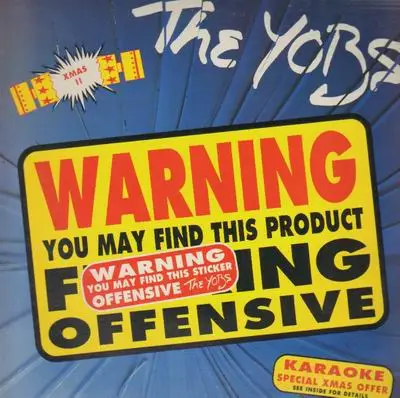 The YOBS
XMAS
II
WARNING
YOU MAY FIND THIS PRODUCT
F ING
WARNING
YOU MAY FIND THIS STICKER
OFFENSIVE The YOBS
OFFENSIVE
KARAOKE
SPECIAL XMAS OFFER
SEE INSIDE FOR DETAILS